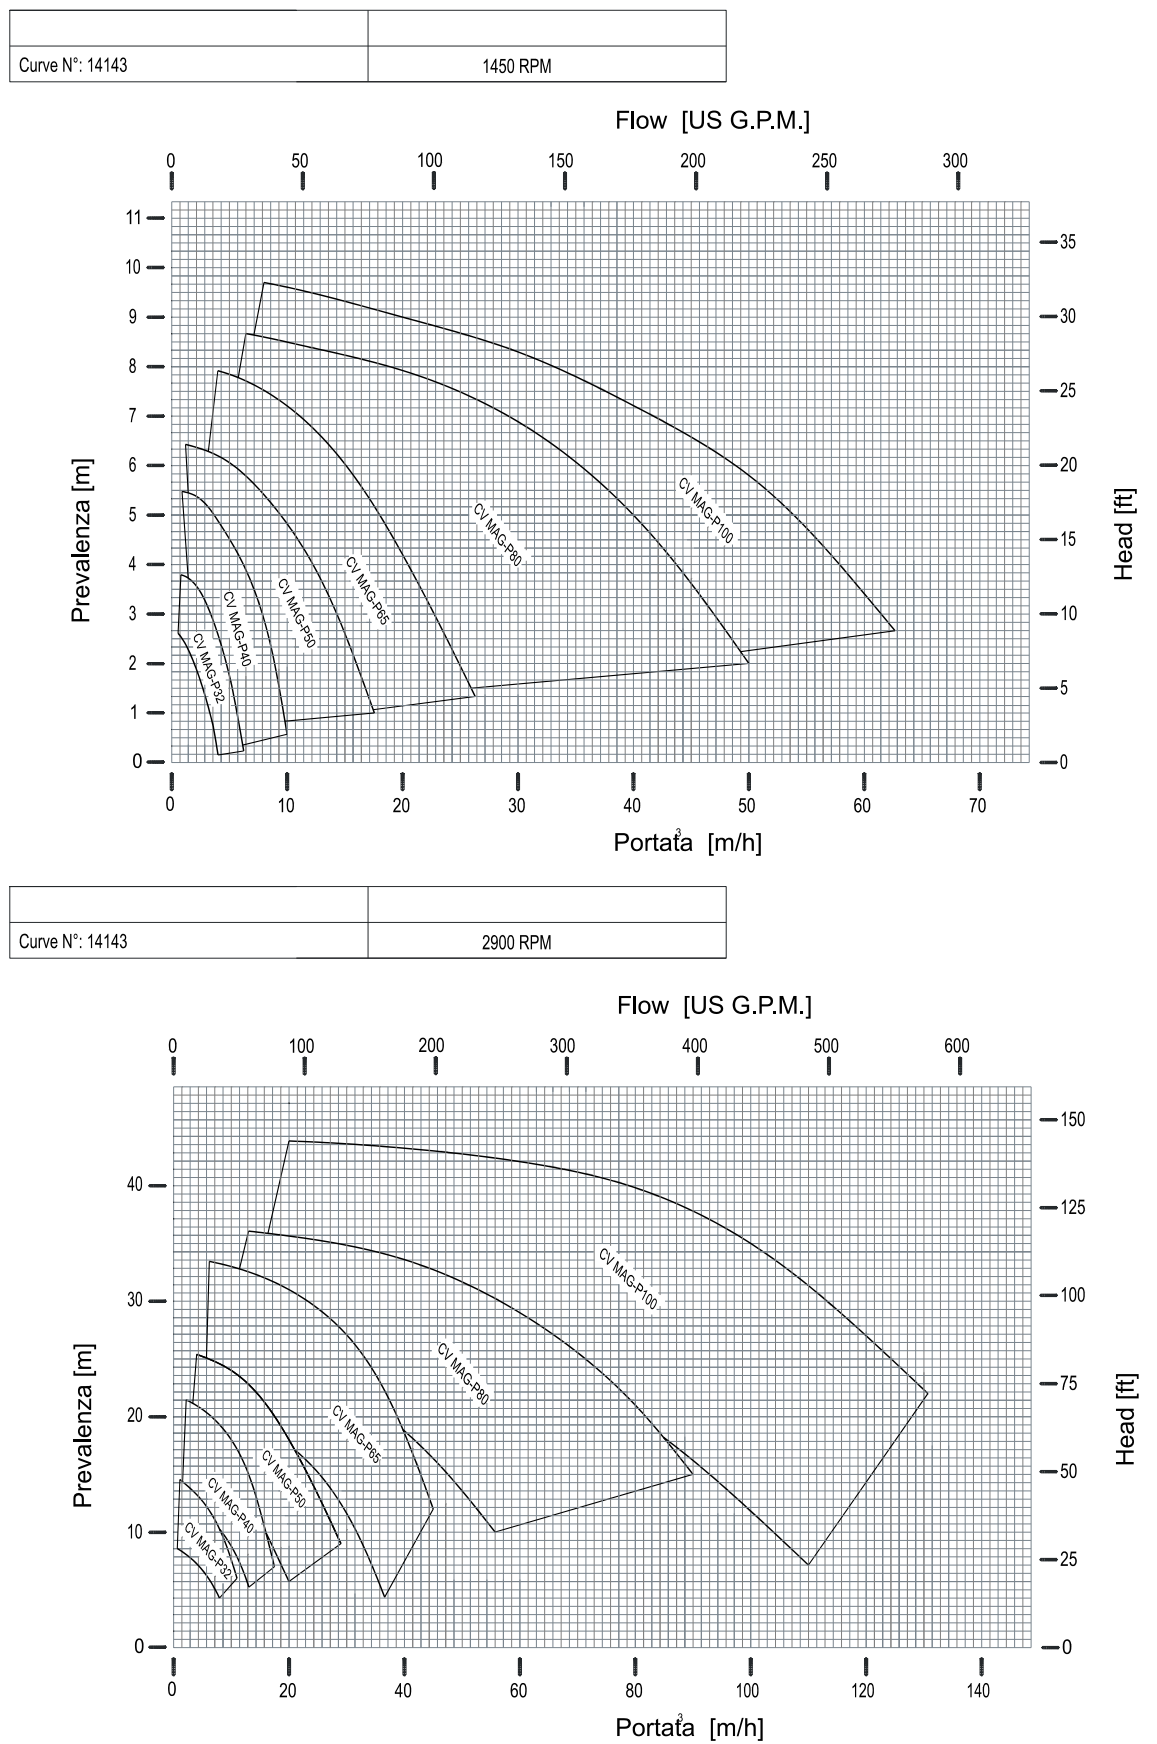 Curve N°: 14143 1450 RPM
Flow [US G.P.M.]
0 50 100 150 200 250 300
11
10
9
8
7
6
5
4
3
2
1
0
Prevalenza [m]
35
30
25
20
15
10
5
0
Head [ft]
CV MAG-P32
CV MAG-P40
CV MAG-P50
CV MAG-P65
CV MAG-P80
CV MAG-P100
0 10 20 30 40 50 60 70
Portata [m³/h]
Curve N°: 14143 2900 RPM
Flow [US G.P.M.]
0 100 200 300 400 500 600
40
30
20
10
0
Prevalenza [m]
150
125
100
75
50
25
0
Head [ft]
CV MAG-P32
CV MAG-P40
CV MAG-P50
CV MAG-P65
CV MAG-P80
CV MAG-P100
0 20 40 60 80 100 120 140
Portata [m³/h]